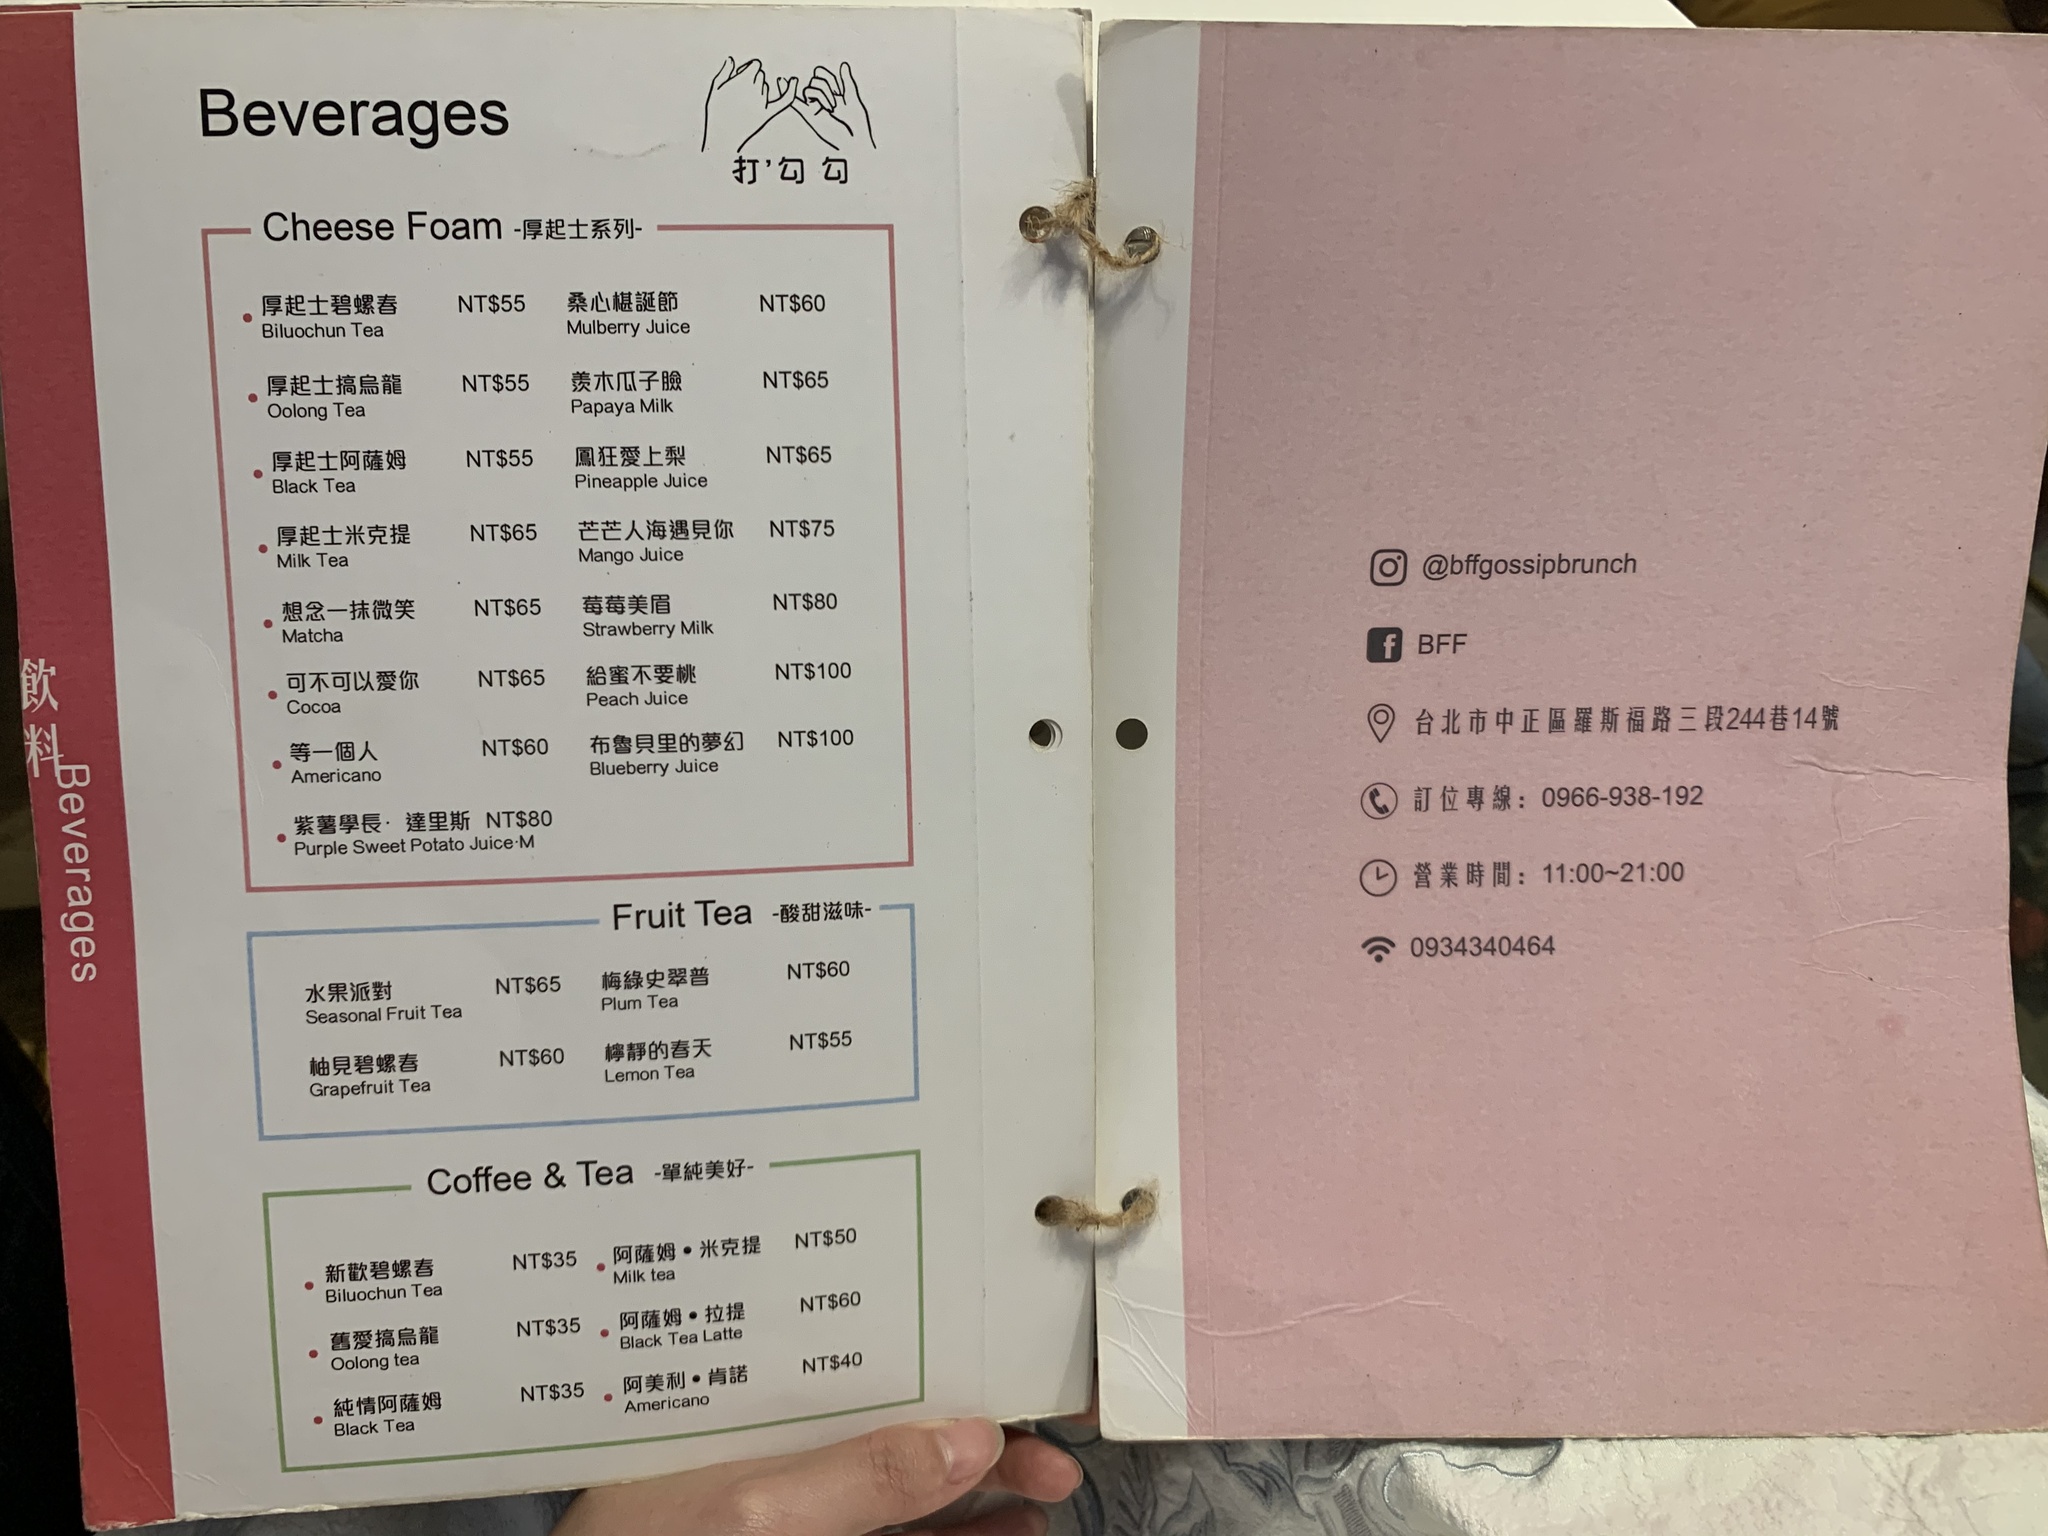 Beverages
打'勾 勾
Cheese Foam -厚起士系列-
厚起士碧螺春 NT$55
Biluochun Tea
厚起士搞烏龍 NT$55
Oolong Tea
厚起士阿薩姆 NT$55
Black Tea
厚起士米克提 NT$65
Milk Tea
想念一抹微笑 NT$65
Matcha
可不可以愛你 NT$65
Cocoa
等一個人 NT$60
Americano
紫薯學長· 達里斯 NT$80
Purple Sweet Potato Juice·M
桑心椹誕節 NT$60
Mulberry Juice
羨木瓜子臉 NT$65
Papaya Milk
鳳狂愛上梨 NT$65
Pineapple Juice
芒芒人海遇見你 NT$75
Mango Juice
莓莓美眉 NT$80
Strawberry Milk
給蜜不要桃 NT$100
Peach Juice
布魯貝里的夢幻 NT$100
Blueberry Juice
Fruit Tea -酸甜滋味-
水果派對 NT$65
Seasonal Fruit Tea
柚見碧螺春 NT$60
Grapefruit Tea
梅綠史翠普 NT$60
Plum Tea
檸靜的春天 NT$55
Lemon Tea
Coffee & Tea -單純美好-
新歡碧螺春 NT$35
Biluochun Tea
舊愛搞烏龍 NT$35
Oolong tea
純情阿薩姆 NT$35
Black Tea
阿薩姆•米克提 NT$50
Milk tea
阿薩姆•拉提 NT$60
Black Tea Latte
阿美利•肯諾 NT$40
Americano
飲料
Beverages
@bffgossipbrunch
BFF
台北市中正區羅斯福路三段244巷14號
訂位專線：0966-938-192
營業時間：11:00~21:00
0934340464